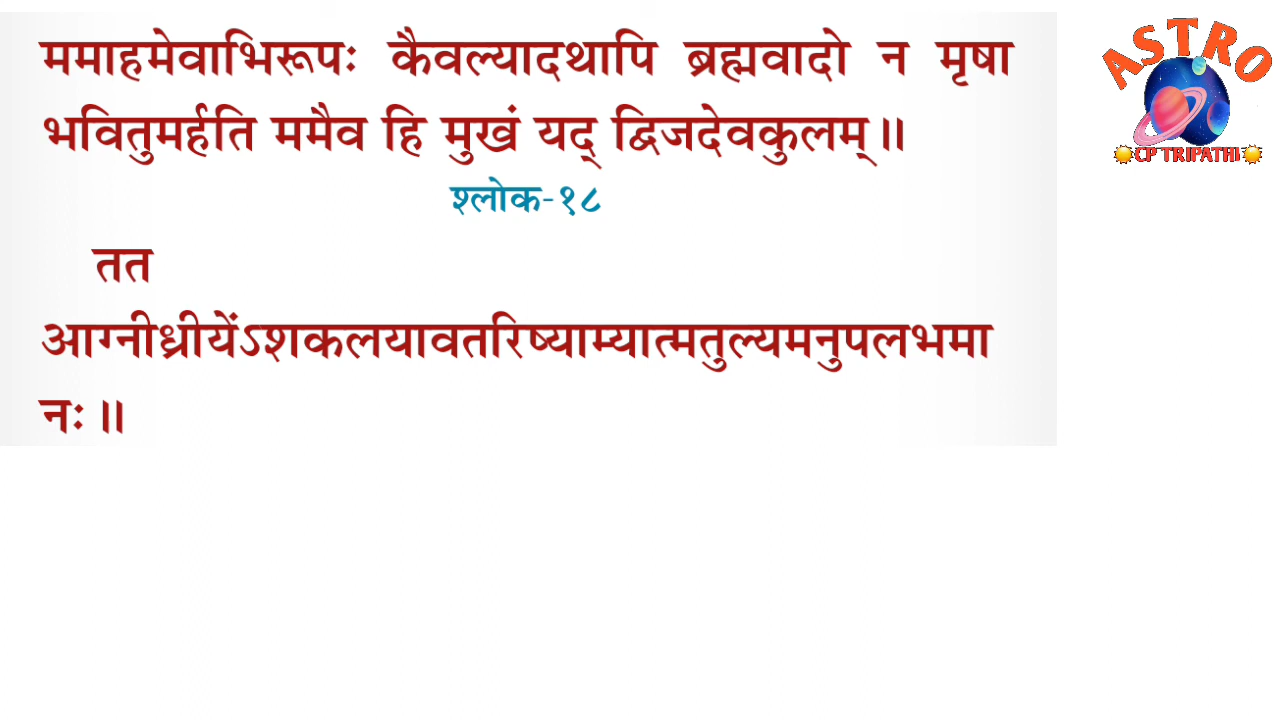 ममाहमेवाभिरूपः कैवल्यादथापि ब्रह्मवादो न मृषा
भवितुमर्हति ममैव हि मुखं यद् द्विजदेवकुलम्॥
श्लोक-१८
तत
आग्नीध्रीयेंऽशकलयावतरिष्याम्यात्मतुल्यमनुपलभमा
नः॥
ASTRO
CP TRIPATHI